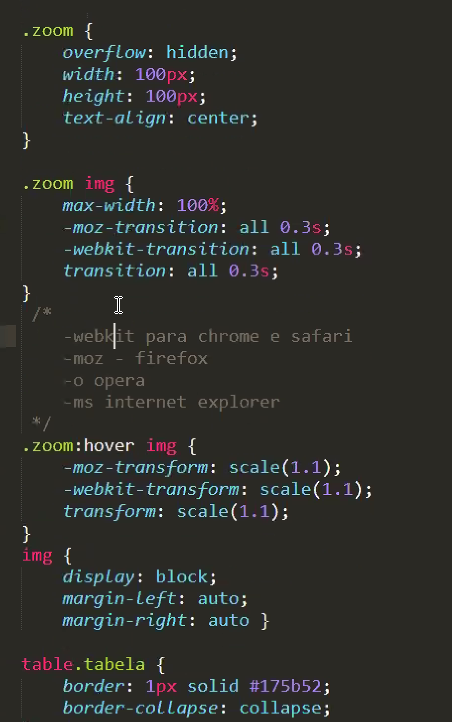 .zoom {
overflow: hidden;
width: 100px;
height: 100px;
text-align: center;
}
.zoom img {
max-width: 100%;
-moz-transition: all 0.3s;
-webkit-transition: all 0.3s;
transition: all 0.3s;
}
/*
-webkit para chrome e safari
-moz - firefox
-o opera
-ms internet explorer
*/
.zoom:hover img {
-moz-transform: scale(1.1);
-webkit-transform: scale(1.1);
transform: scale(1.1);
}
img {
display: block;
margin-left: auto;
margin-right: auto }
table.tabela {
border: 1px solid #175b52;
border-collapse: collapse;